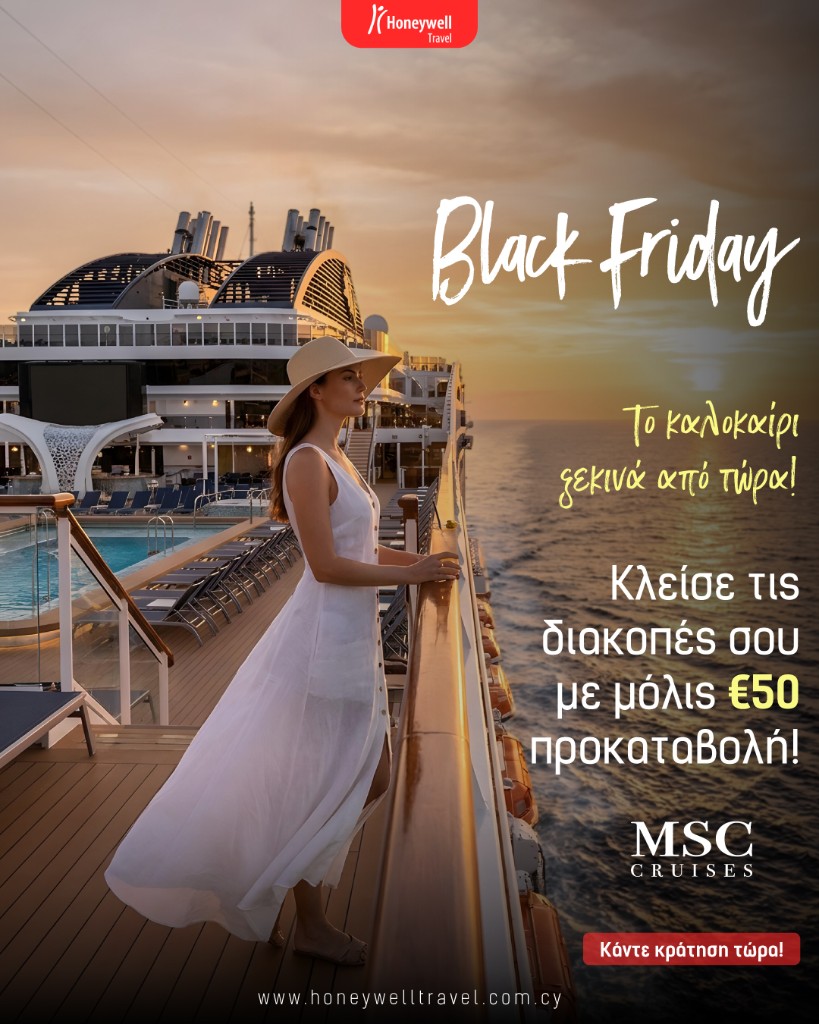 Honeywell
Travel
Black Friday
Το καλοκαίρι
ξεκινά από τώρα!
Κλείσε τις
διακοπές σου
με μόλις €50
προκαταβολή!
MSC
CRUISES
Κάντε κράτηση τώρα!
www.honeywelltravel.com.cy